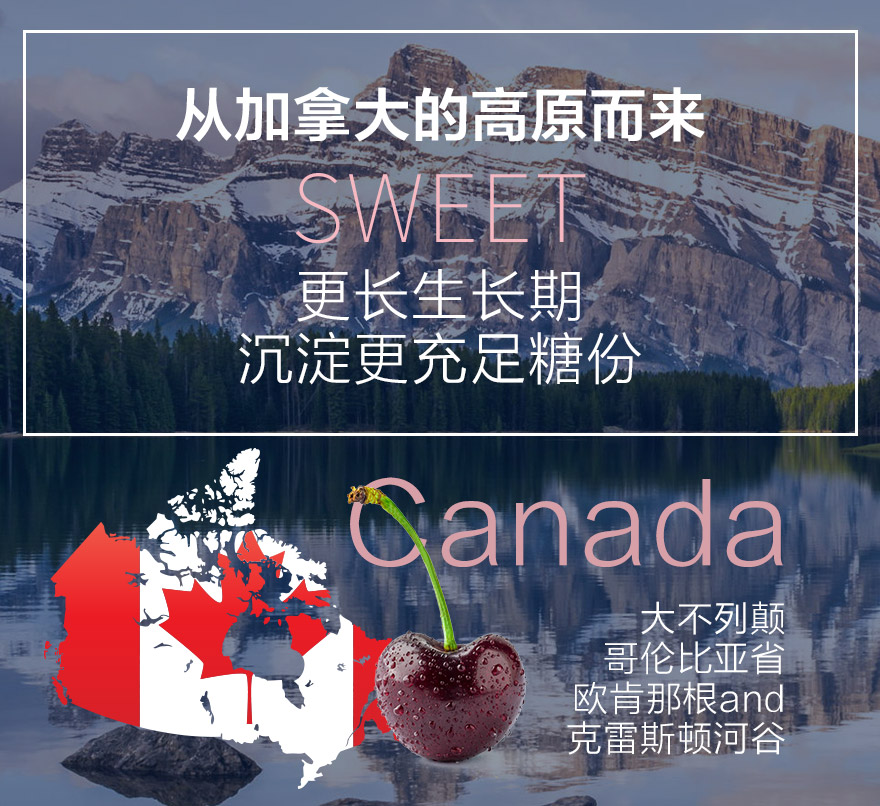 从加拿大的高原而来
SWEET
更长生长期
沉淀更充足糖份
Canada
大不列颠
哥伦比亚省
欧肯那根and
克雷斯顿河谷